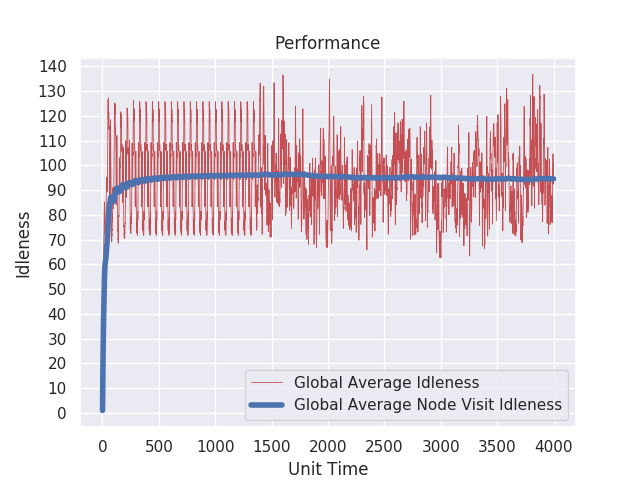 Performance
140
130
120
110
100
90
80
70
60
50
40
30
20
10
0
Idleness
Global Average Idleness
Global Average Node Visit Idleness
0 500 1000 1500 2000 2500 3000 3500 4000
Unit Time